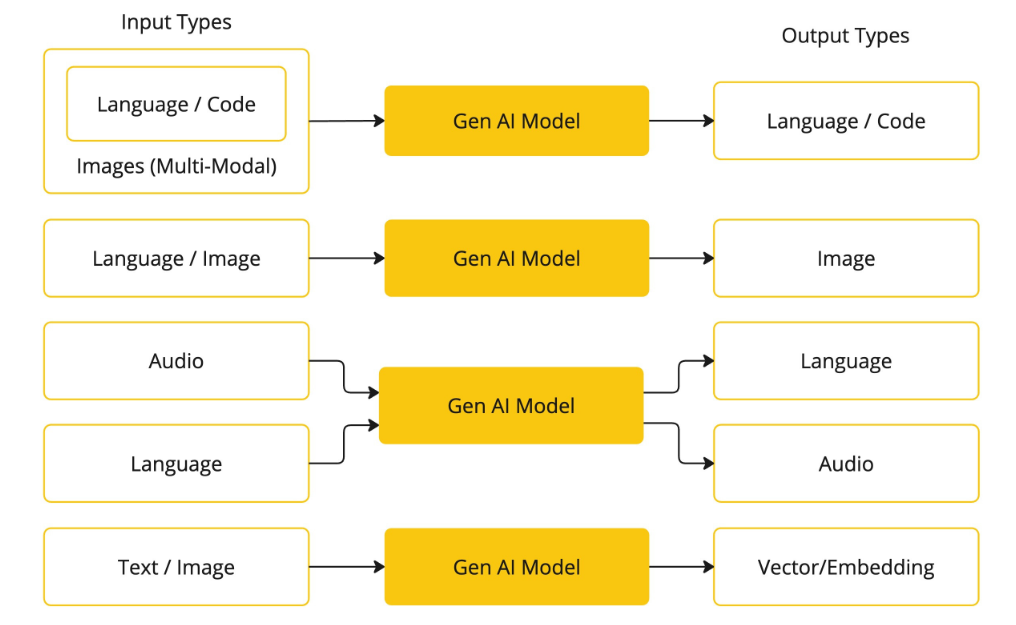 Input Types
Output Types
Language / Code
Images (Multi-Modal)
Gen AI Model
Language / Code
Language / Image
Gen AI Model
Image
Audio
Language
Gen AI Model
Language
Audio
Text / Image
Gen AI Model
Vector/Embedding